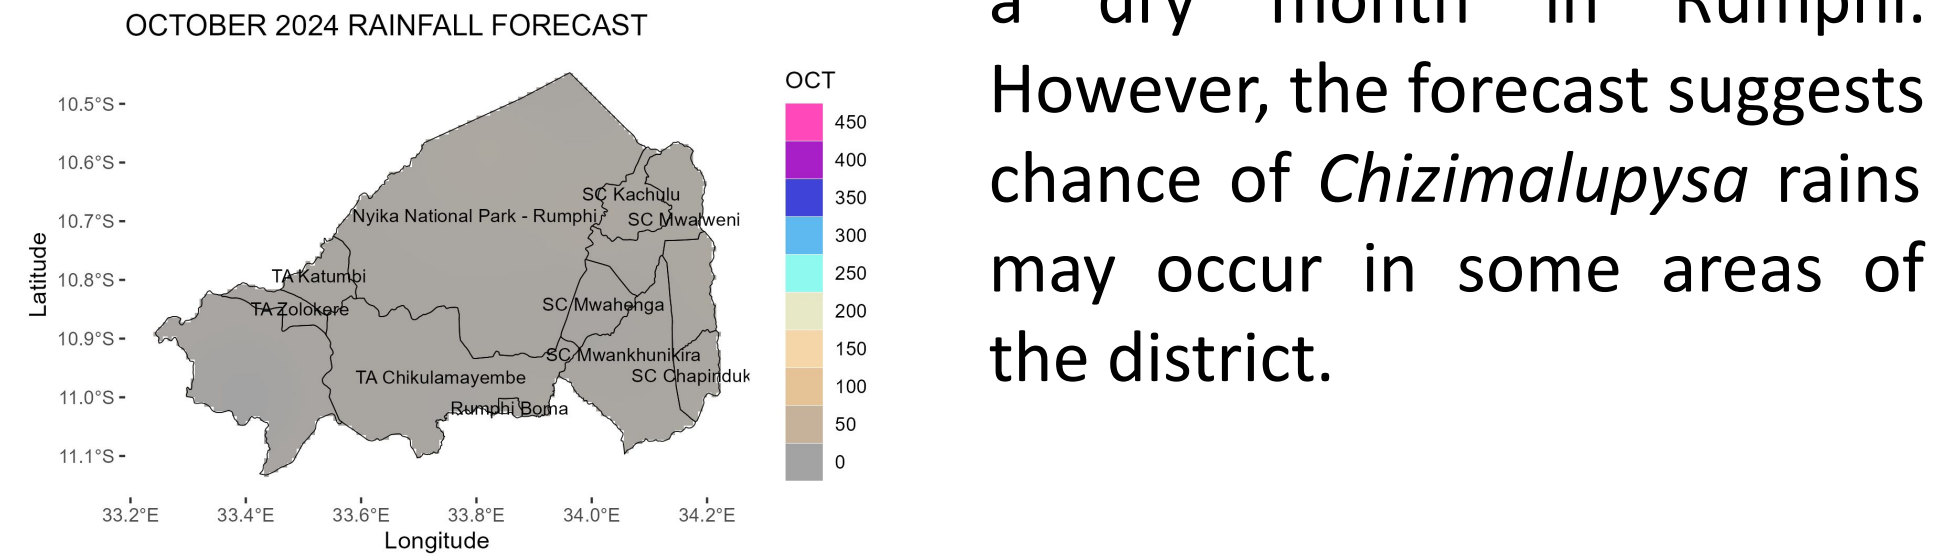 OCTOBER 2024 RAINFALL FORECAST
OCT
450
400
350
300
250
200
150
100
50
0
Latitude
10.5°S
10.6°S
10.7°S
10.8°S
10.9°S
11.0°S
11.1°S
SC Kachulu
Nyika National Park - Rumphi
SC Mwalweni
TA Katumbi
TA Zolokere
SC Mwahenga
SC Mwankhunikira
TA Chikulamayembe
SC Chapinduk
Rumphi Boma
33.2°E 33.4°E 33.6°E 33.8°E 34.0°E 34.2°E
Longitude
a dry month in Rumphi.
However, the forecast suggests
chance of Chizimalupysa rains
may occur in some areas of
the district.